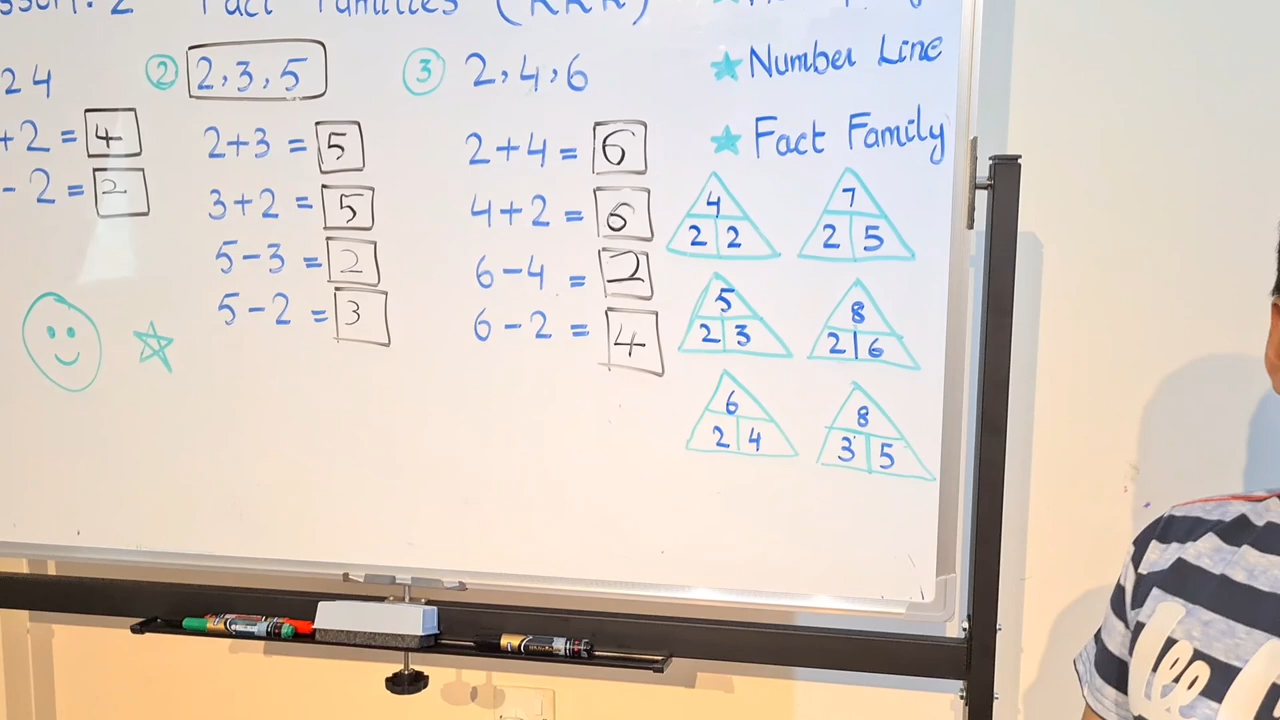 Fact Families (RRR)
24
+2 = 4
- 2 = 2
② 2, 3, 5
2+3 = 5
3+2 = 5
5-3 = 2
5-2 = 3
③ 2, 4, 6
2+4 = 6
4+2 = 6
6-4 = 2
6-2 = 4
Number Line
Fact Family
4
2 2
7
2 5
5
2 3
8
2 6
6
2 4
8
3 5